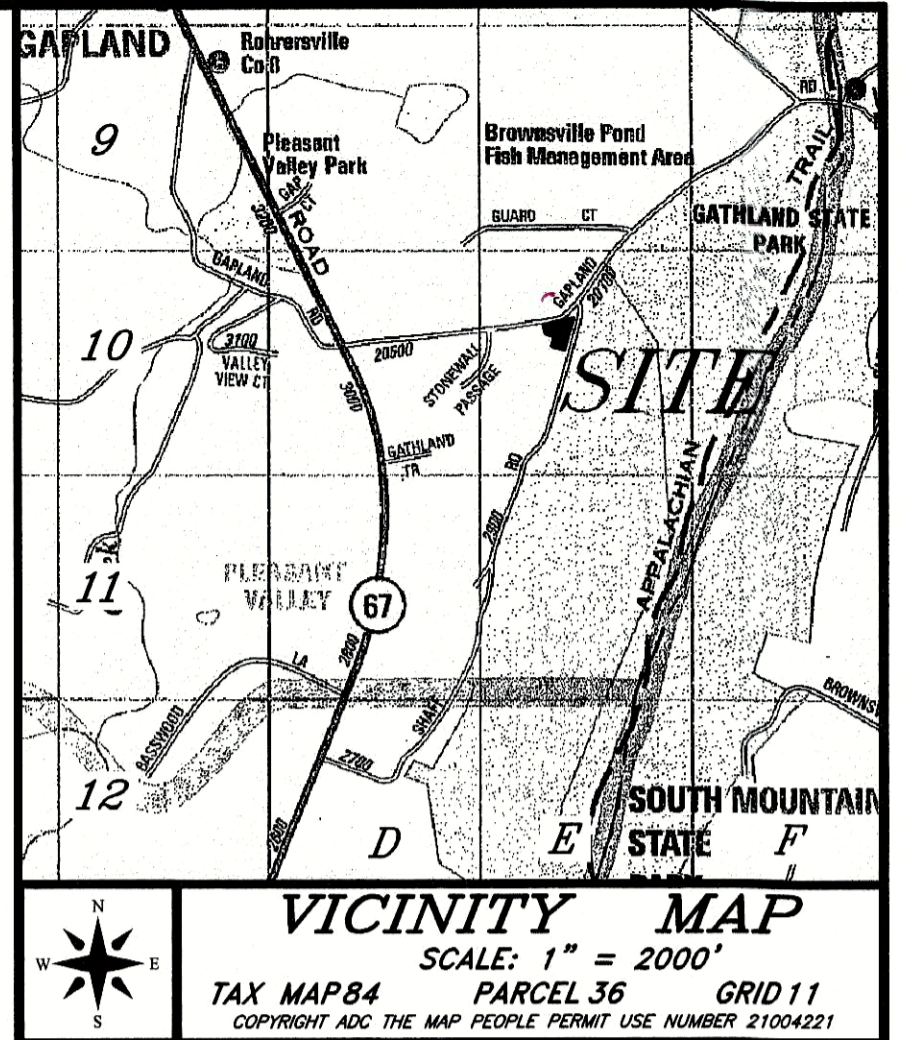 GAPLAND
Rohrersville
Co 8
9
Pleasant
Valley Park
Brownsville Pond
Fish Management Area
RD
TRAIL
GAP
CT
3200
ROAD
GUARD CT
GATHLAND STATE
PARK
GAPLAND
RD
GAPLAND
20700
10
3100
VALLEY
VIEW CT
20500
STONEWALL
PASSAGE
SITE
3000
GATHLAND
TR
RD
2900
APPALACHIAN
11
PLEASANT
VALLEY
67
2800
LA
BASSWOOD
SHAFF
2700
BROWNS
12
2600
D
E
F
SOUTH MOUNTAIN
STATE
N
W E
S
VICINITY MAP
SCALE: 1" = 2000'
TAX MAP 84 PARCEL 36 GRID 11
COPYRIGHT ADC THE MAP PEOPLE PERMIT USE NUMBER 21004221